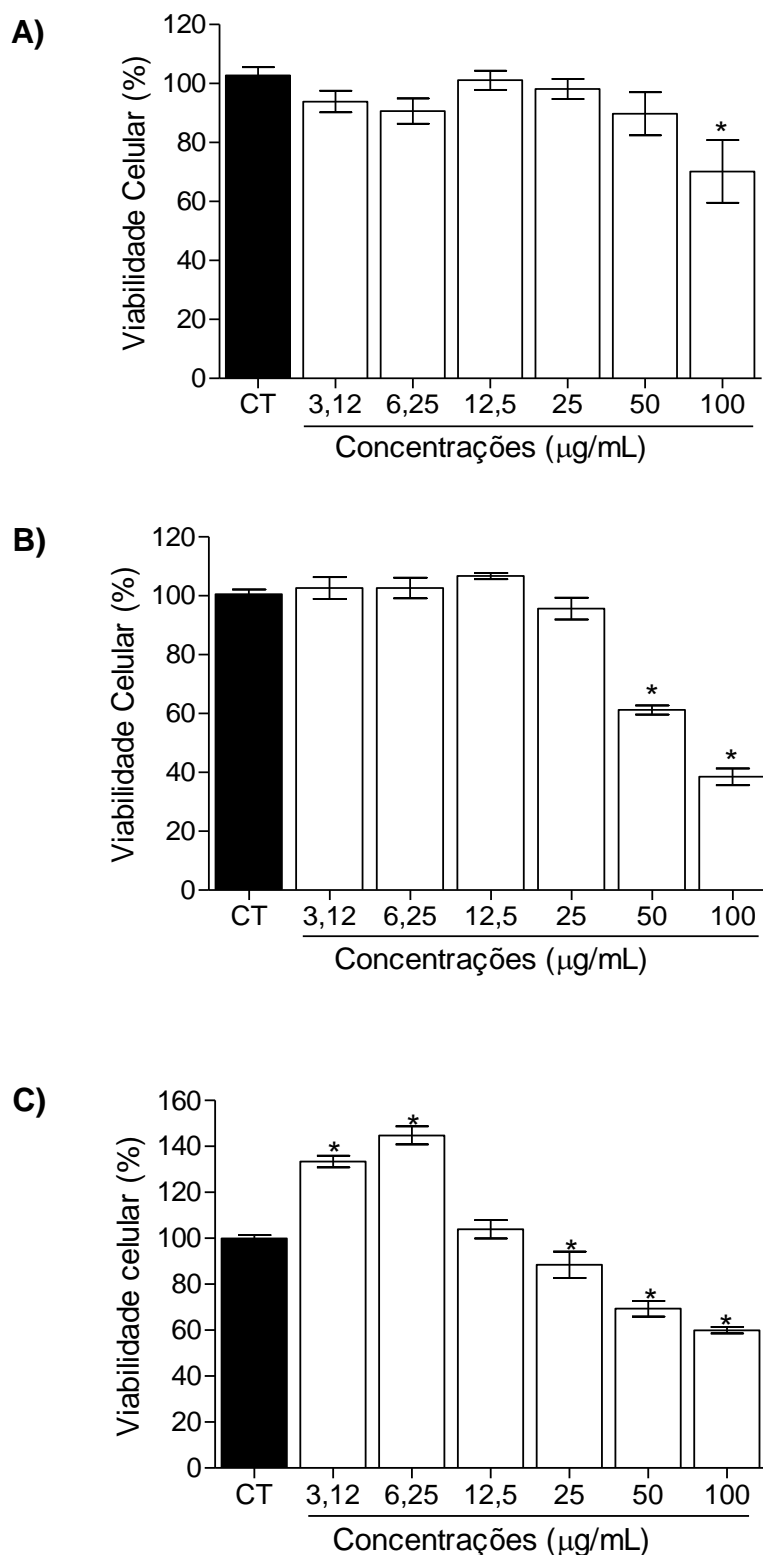 A)
Viabilidade Celular (%)
120
100
80
60
40
20
0
*
CT 3,12 6,25 12,5 25 50 100
Concentrações (μg/mL)
B)
Viabilidade Celular (%)
120
100
80
60
40
20
0
*
*
CT 3,12 6,25 12,5 25 50 100
Concentrações (μg/mL)
C)
Viabilidade celular (%)
160
140
120
100
80
60
40
20
0
*
*
*
*
*
CT 3,12 6,25 12,5 25 50 100
Concentrações (μg/mL)